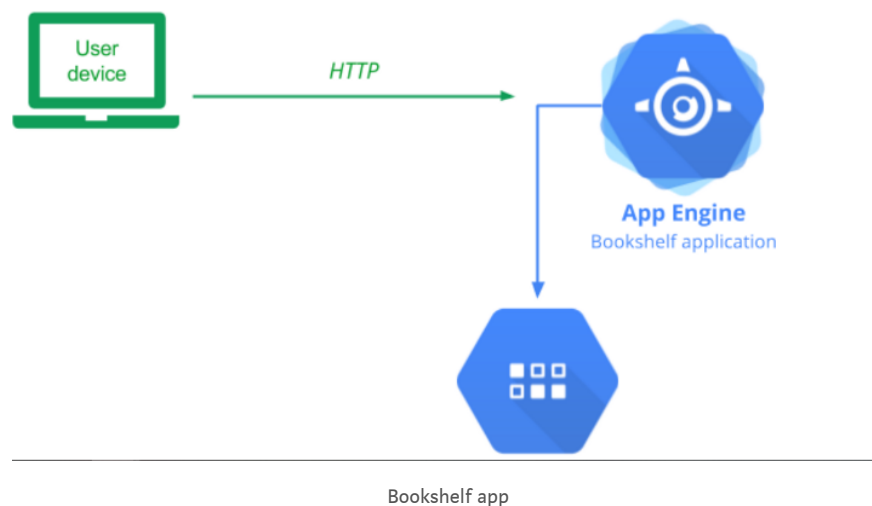 User
device
HTTP
App Engine
Bookshelf application
Bookshelf app